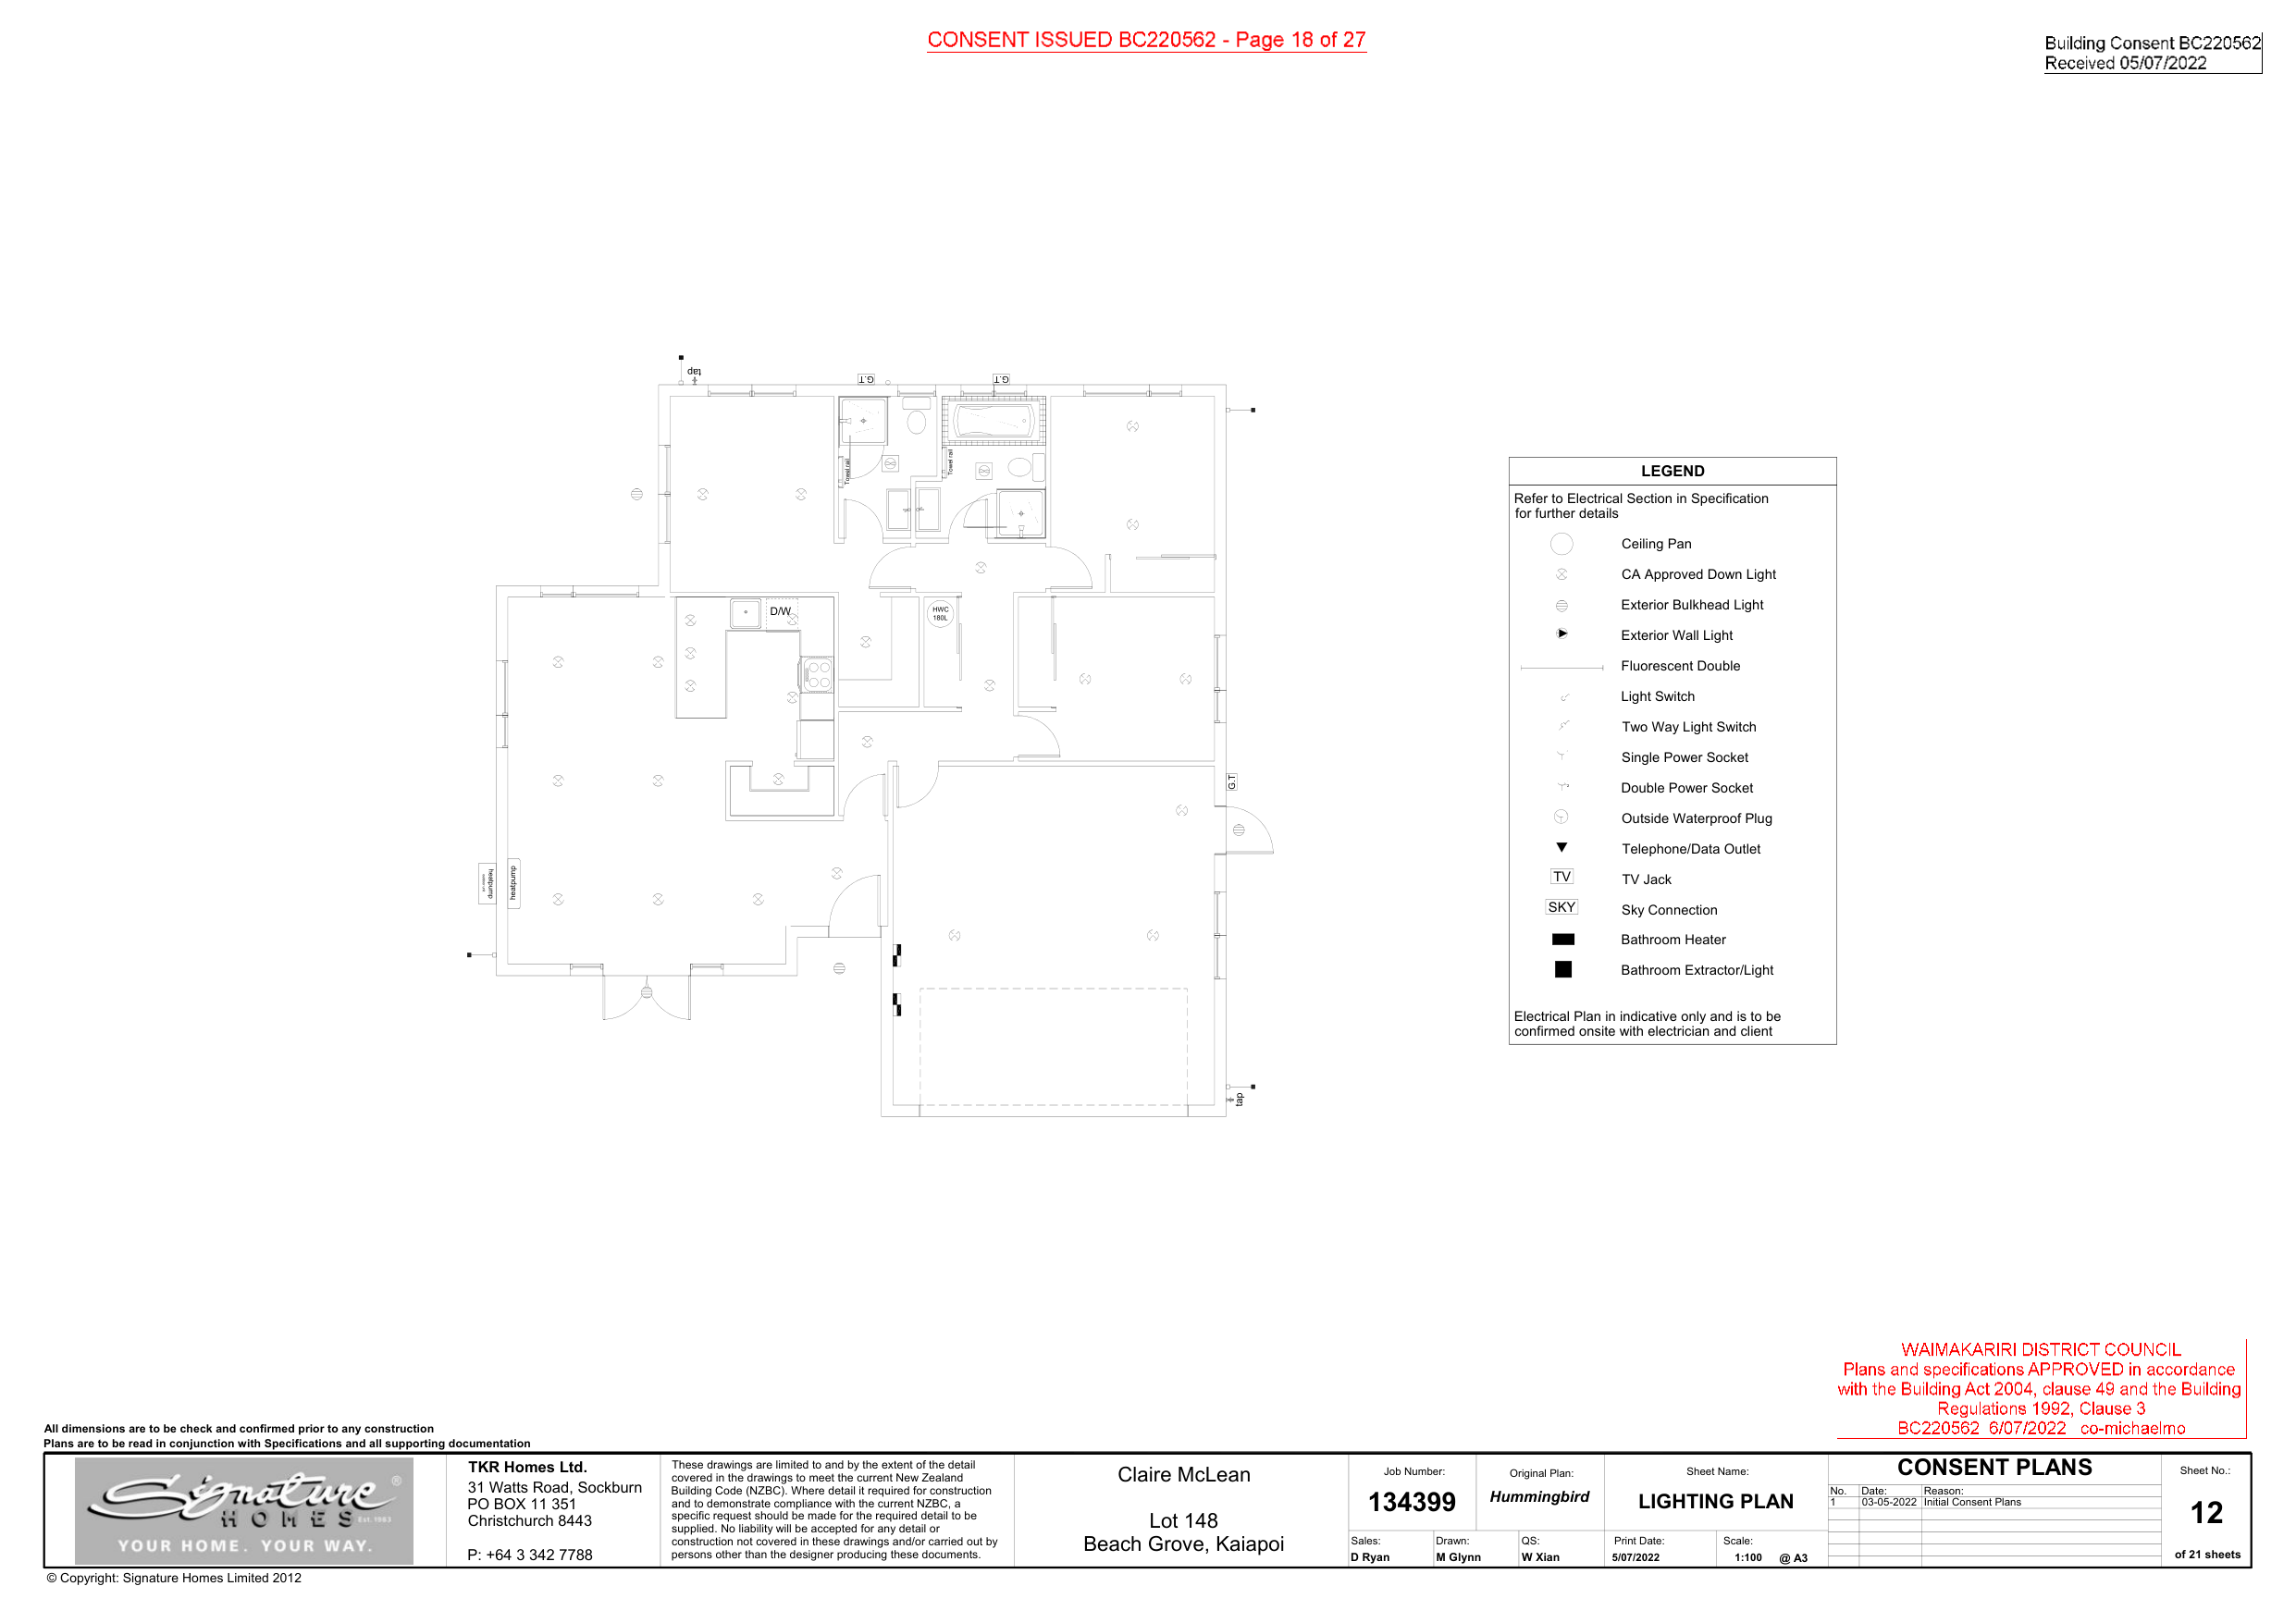 CONSENT ISSUED BC220562 - Page 18 of 27
Building Consent BC220562
Received 05/07/2022
tap
G.T
G.T
Towel rail
Towel rail
D/W
HWC
180L
G.T
heatpump
heatpump
tap
LEGEND
Refer to Electrical Section in Specification
for further details
Ceiling Pan
CA Approved Down Light
Exterior Bulkhead Light
Exterior Wall Light
Fluorescent Double
Light Switch
Two Way Light Switch
Single Power Socket
Double Power Socket
Outside Waterproof Plug
Telephone/Data Outlet
TV TV Jack
SKY Sky Connection
Bathroom Heater
Bathroom Extractor/Light
Electrical Plan in indicative only and is to be
confirmed onsite with electrician and client
WAIMAKARIRI DISTRICT COUNCIL
Plans and specifications APPROVED in accordance
with the Building Act 2004, clause 49 and the Building
Regulations 1992, Clause 3
BC220562 6/07/2022 co-michaelmo
All dimensions are to be check and confirmed prior to any construction
Plans are to be read in conjunction with Specifications and all supporting documentation
Signature ®
HOMES Est. 1983
YOUR HOME. YOUR WAY.
TKR Homes Ltd.
31 Watts Road, Sockburn
PO BOX 11 351
Christchurch 8443
P: +64 3 342 7788
These drawings are limited to and by the extent of the detail
covered in the drawings to meet the current New Zealand
Building Code (NZBC). Where detail it required for construction
and to demonstrate compliance with the current NZBC, a
specific request should be made for the required detail to be
supplied. No liability will be accepted for any detail or
construction not covered in these drawings and/or carried out by
persons other than the designer producing these documents.
Claire McLean
Lot 148
Beach Grove, Kaiapoi
Job Number:
134399
Original Plan:
Hummingbird
Sheet Name:
LIGHTING PLAN
Sales:
D Ryan
Drawn:
M Glynn
QS:
W Xian
Print Date:
5/07/2022
Scale:
1:100 @ A3
CONSENT PLANS
No. Date: Reason:
1 03-05-2022 Initial Consent Plans
Sheet No.:
12
of 21 sheets
© Copyright: Signature Homes Limited 2012